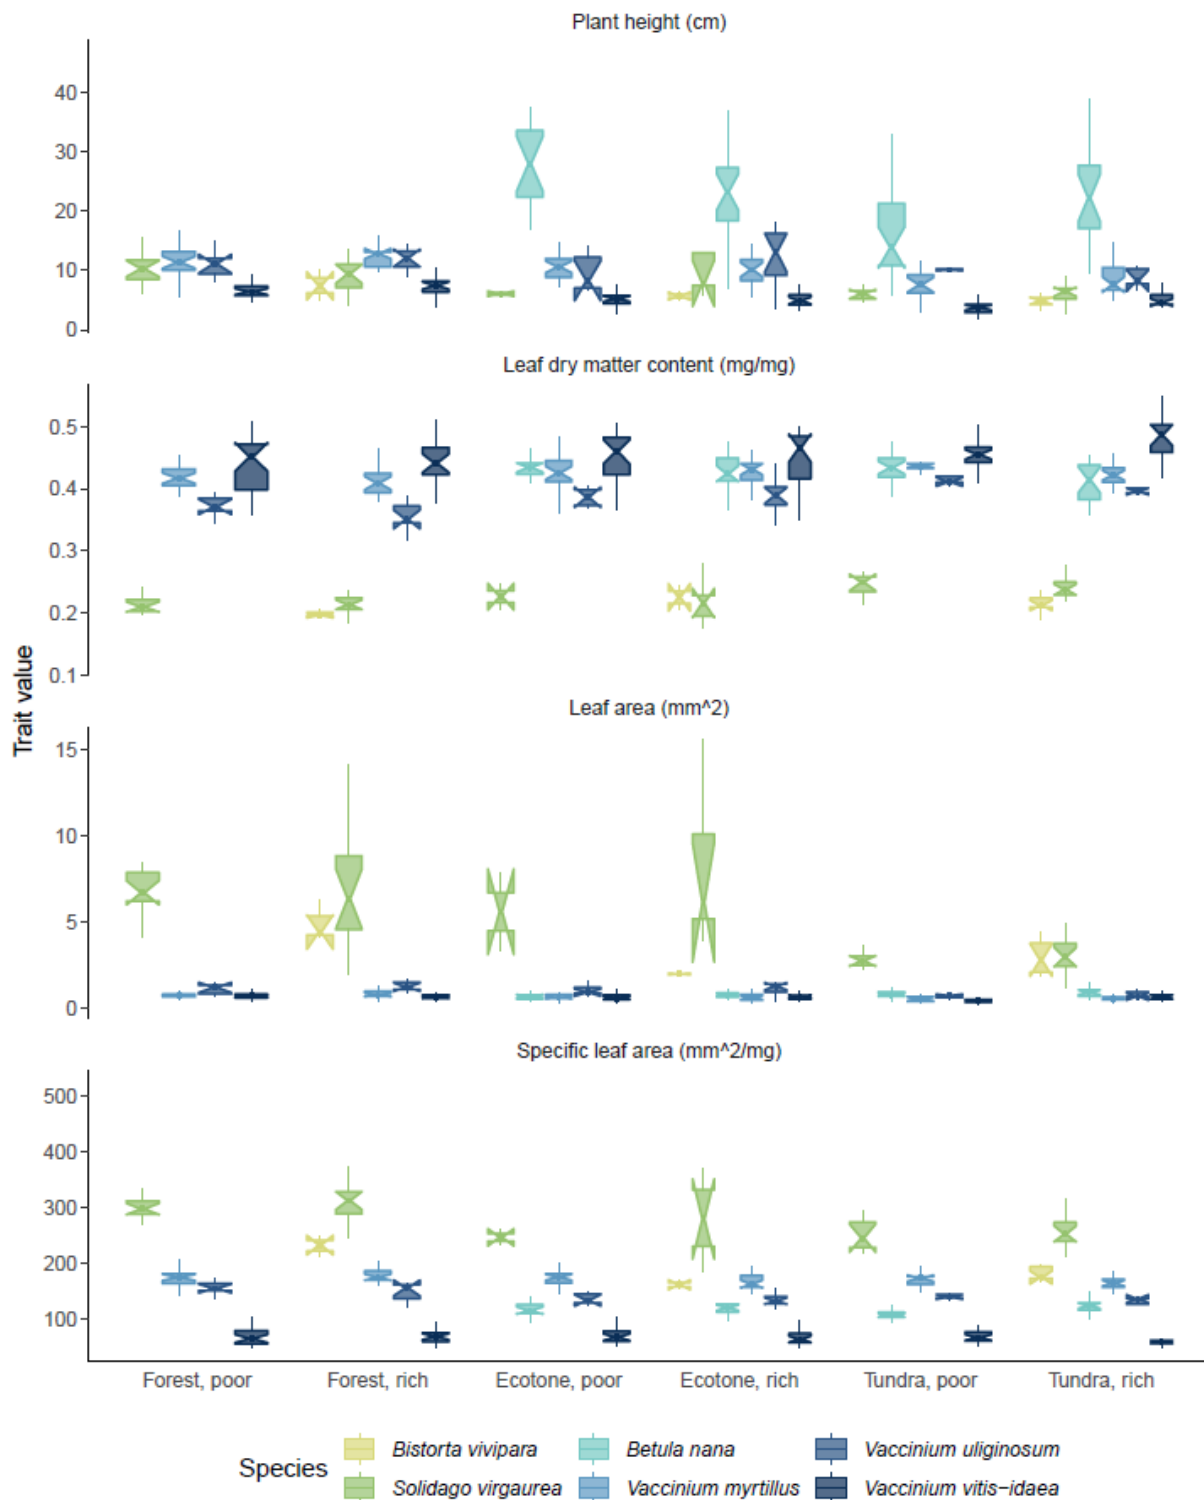 Plant height (cm)
40
30
20
10
0
Leaf dry matter content (mg/mg)
0.5
0.4
0.3
0.2
0.1
Trait value
Leaf area (mm^2)
15
10
5
0
Specific leaf area (mm^2/mg)
500
400
300
200
100
Forest, poor Forest, rich Ecotone, poor Ecotone, rich Tundra, poor Tundra, rich
Species
Bistorta vivipara Betula nana Vaccinium uliginosum
Solidago virgaurea Vaccinium myrtillus Vaccinium vitis−idaea